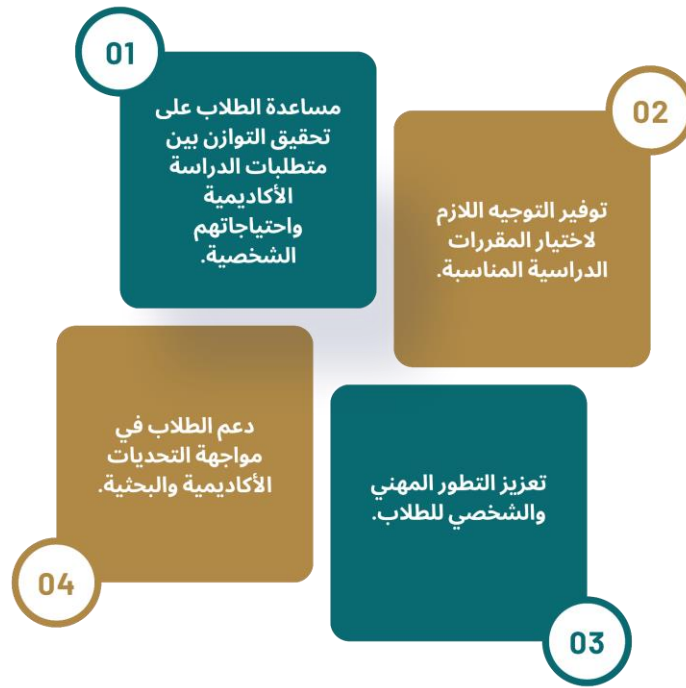 01
مساعدة الطلاب على
تحقيق التوازن بين
متطلبات الدراسة
الأكاديمية
واحتياجاتهم
الشخصية.
02
توفير التوجيه اللازم
لاختيار المقررات
الدراسية المناسبة.
03
تعزيز التطور المهني
والشخصي للطلاب.
04
دعم الطلاب في
مواجهة التحديات
الأكاديمية والبحثية.